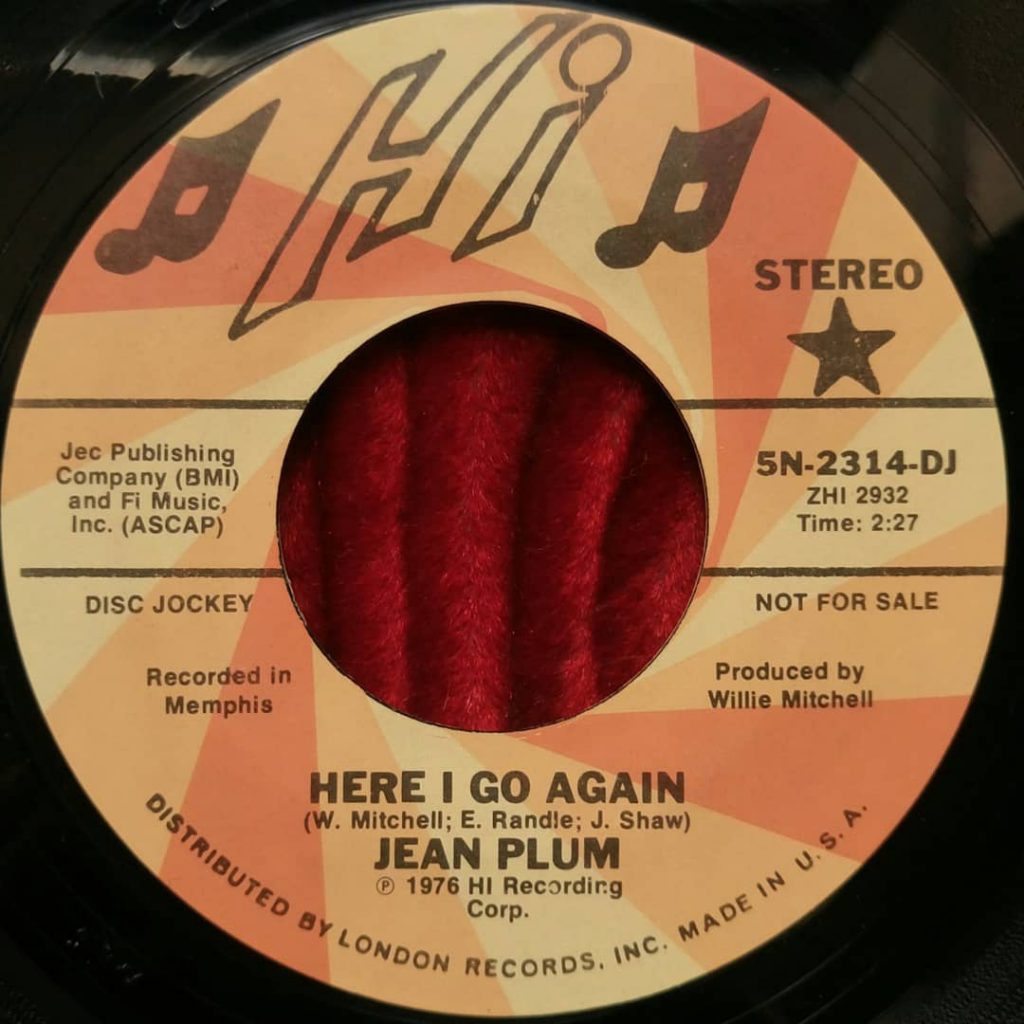 Hi
STEREO
Jec Publishing
Company (BMI)
and Fi Music,
Inc. (ASCAP)
5N-2314-DJ
ZHI 2932
Time: 2:27
DISC JOCKEY
NOT FOR SALE
Recorded in
Memphis
Produced by
Willie Mitchell
HERE I GO AGAIN
(W. Mitchell; E. Randle; J. Shaw)
JEAN PLUM
℗ 1976 HI Recording
Corp.
DISTRIBUTED BY LONDON RECORDS, INC. MADE IN U. S. A.